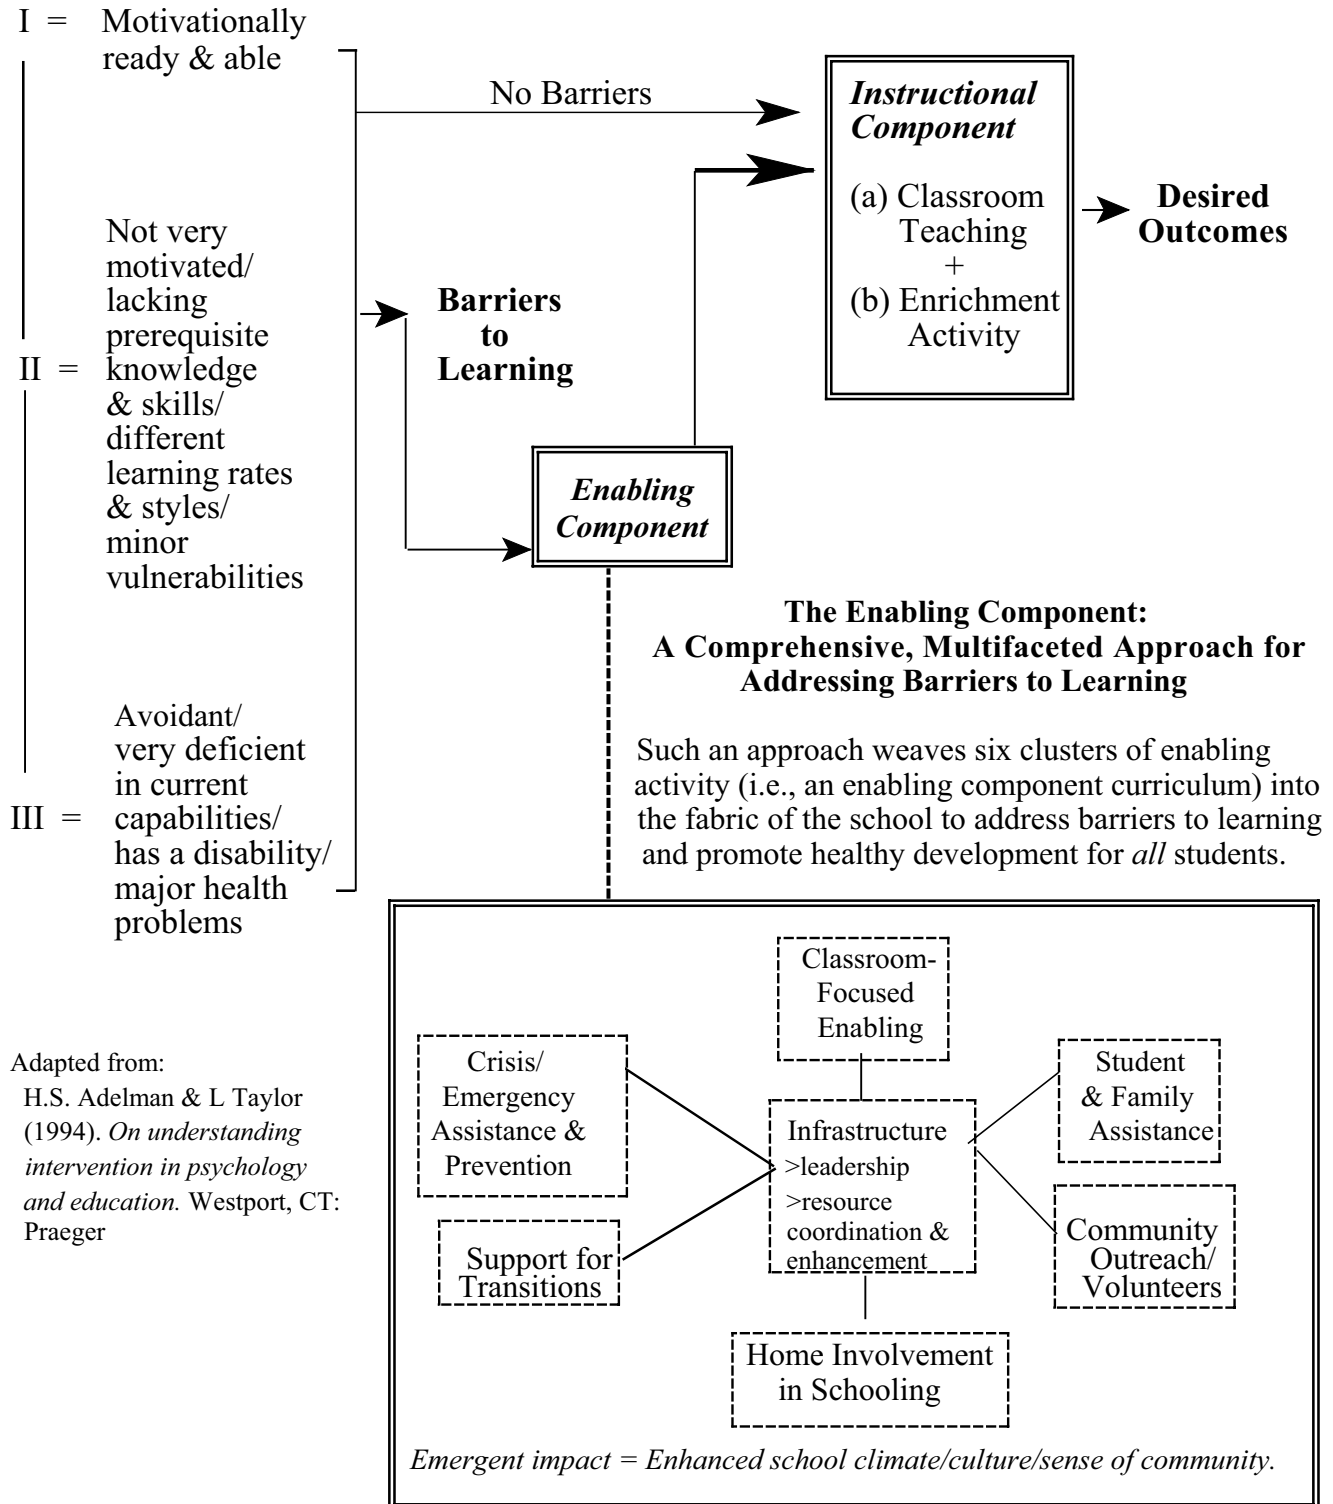 I = Motivationally
ready & able
No Barriers
Instructional
Component
(a) Classroom
Teaching
+
(b) Enrichment
Activity
Desired
Outcomes
Not very
motivated/
lacking
prerequisite
II = knowledge
& skills/
different
learning rates
& styles/
minor
vulnerabilities
Barriers
to
Learning
Enabling
Component
Avoidant/
very deficient
in current
III = capabilities/
has a disability/
major health
problems
The Enabling Component:
A Comprehensive, Multifaceted Approach for
Addressing Barriers to Learning
Such an approach weaves six clusters of enabling
activity (i.e., an enabling component curriculum) into
the fabric of the school to address barriers to learning
and promote healthy development for all students.
Adapted from:
H.S. Adelman & L Taylor
(1994). On understanding
intervention in psychology
and education. Westport, CT:
Praeger
Classroom-
Focused
Enabling
Crisis/
Emergency
Assistance &
Prevention
Student
& Family
Assistance
Infrastructure
>leadership
>resource
coordination &
enhancement
Support for
Transitions
Community
Outreach/
Volunteers
Home Involvement
in Schooling
Emergent impact = Enhanced school climate/culture/sense of community.